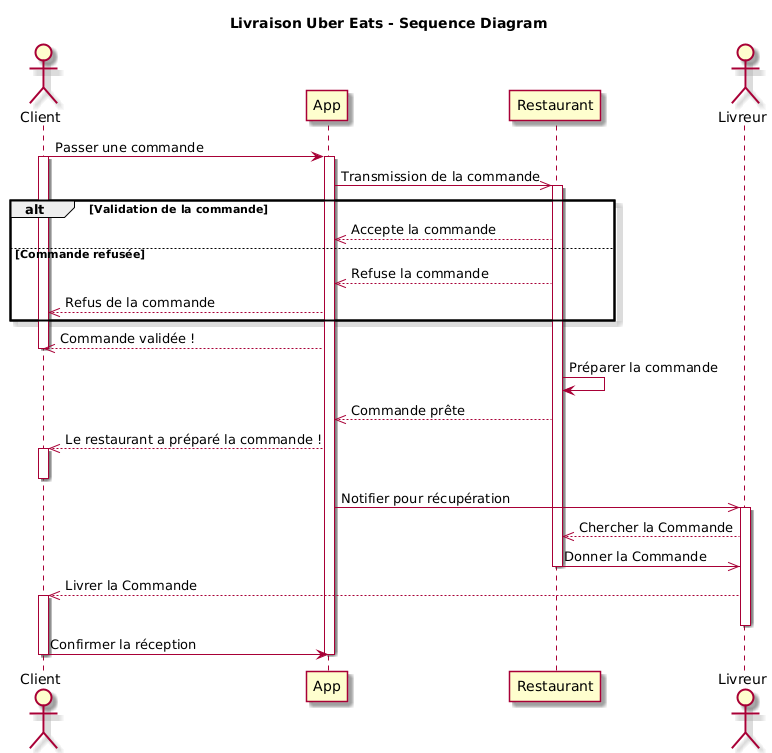 Livraison Uber Eats - Sequence Diagram
Client
App
Restaurant
Livreur
Passer une commande
Transmission de la commande
alt
[Validation de la commande]
Accepte la commande
[Commande refusée]
Refuse la commande
Refus de la commande
Commande validée !
Préparer la commande
Commande prête
Le restaurant a préparé la commande !
Notifier pour récupération
Chercher la Commande
Donner la Commande
Livrer la Commande
Confirmer la réception
Client
App
Restaurant
Livreur